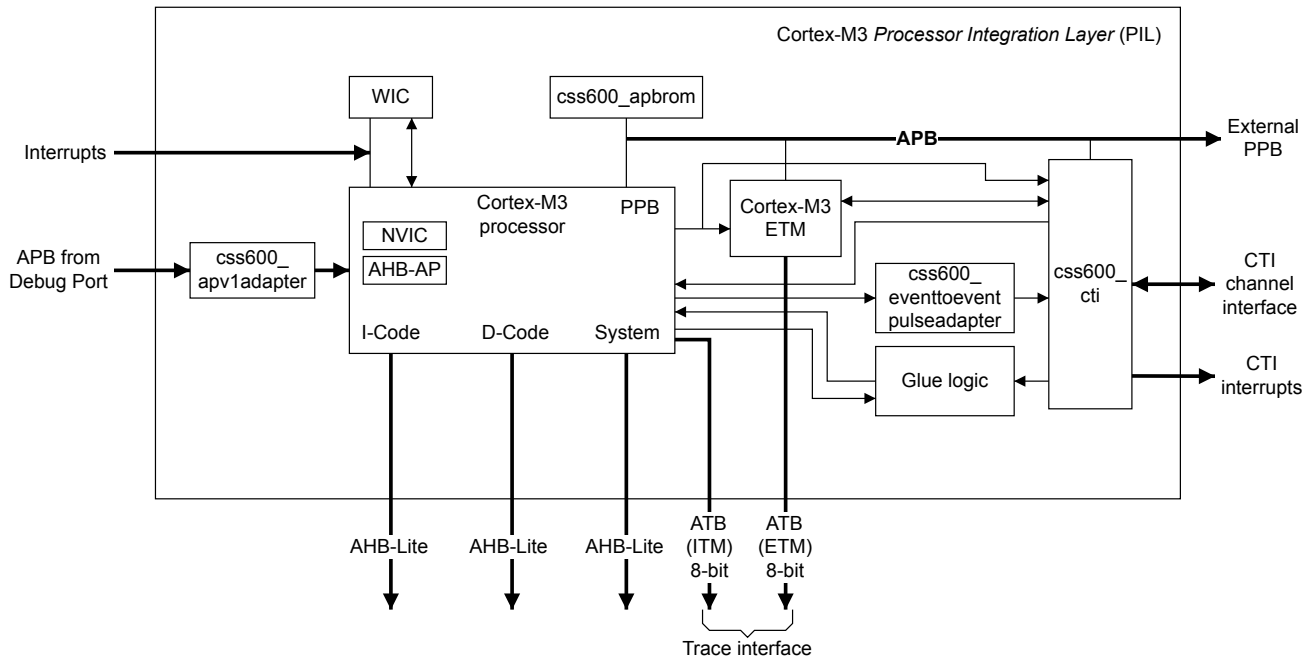 Cortex-M3 Processor Integration Layer (PIL)
WIC
css600_apbrom
APB
External
PPB
Interrupts
Cortex-M3
processor
PPB
NVIC
AHB-AP
Cortex-M3
ETM
APB from
Debug Port
css600_
apv1adapter
css600_
eventtoevent
pulseadapter
css600_
cti
CTI
channel
interface
I-Code
D-Code
System
Glue logic
CTI
interrupts
AHB-Lite
AHB-Lite
AHB-Lite
ATB
(ITM)
8-bit
ATB
(ETM)
8-bit
Trace interface